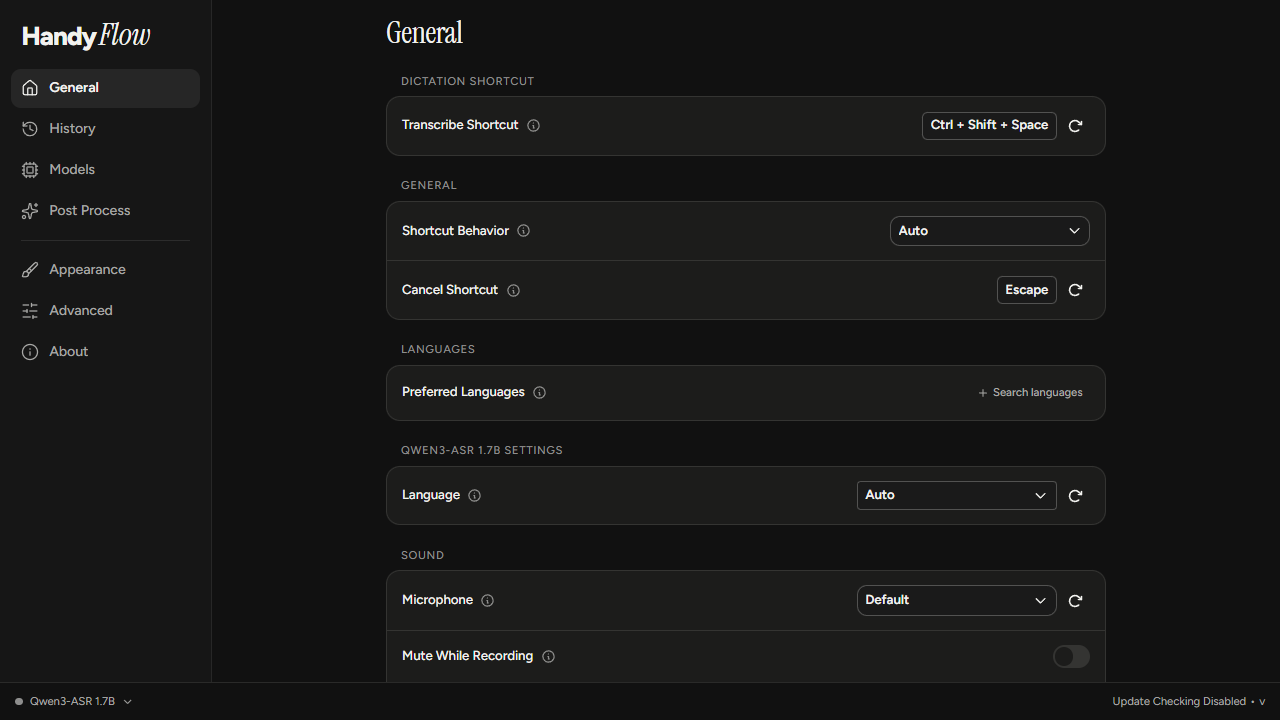 Handy Flow
General
History
Models
Post Process
Appearance
Advanced
About
General
DICTATION SHORTCUT
Transcribe Shortcut
Ctrl + Shift + Space
GENERAL
Shortcut Behavior
Auto
Cancel Shortcut
Escape
LANGUAGES
Preferred Languages
+ Search languages
QWEN3-ASR 1.7B SETTINGS
Language
Auto
SOUND
Microphone
Default
Mute While Recording
Qwen3-ASR 1.7B
Update Checking Disabled • v